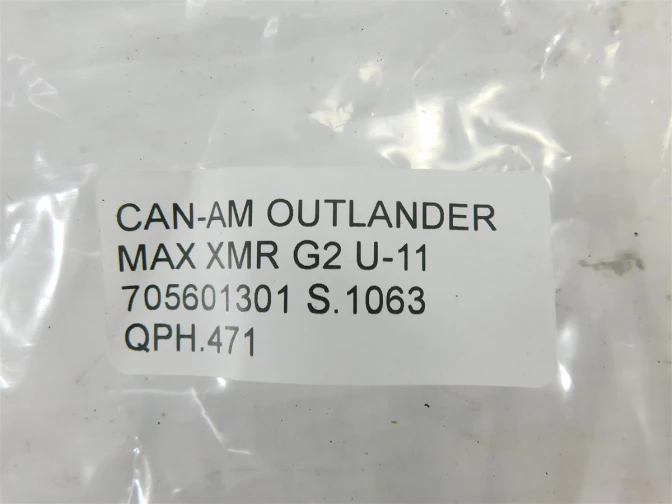 CAN-AM OUTLANDER
MAX XMR G2 U-11
705601301 S.1063
QPH.471